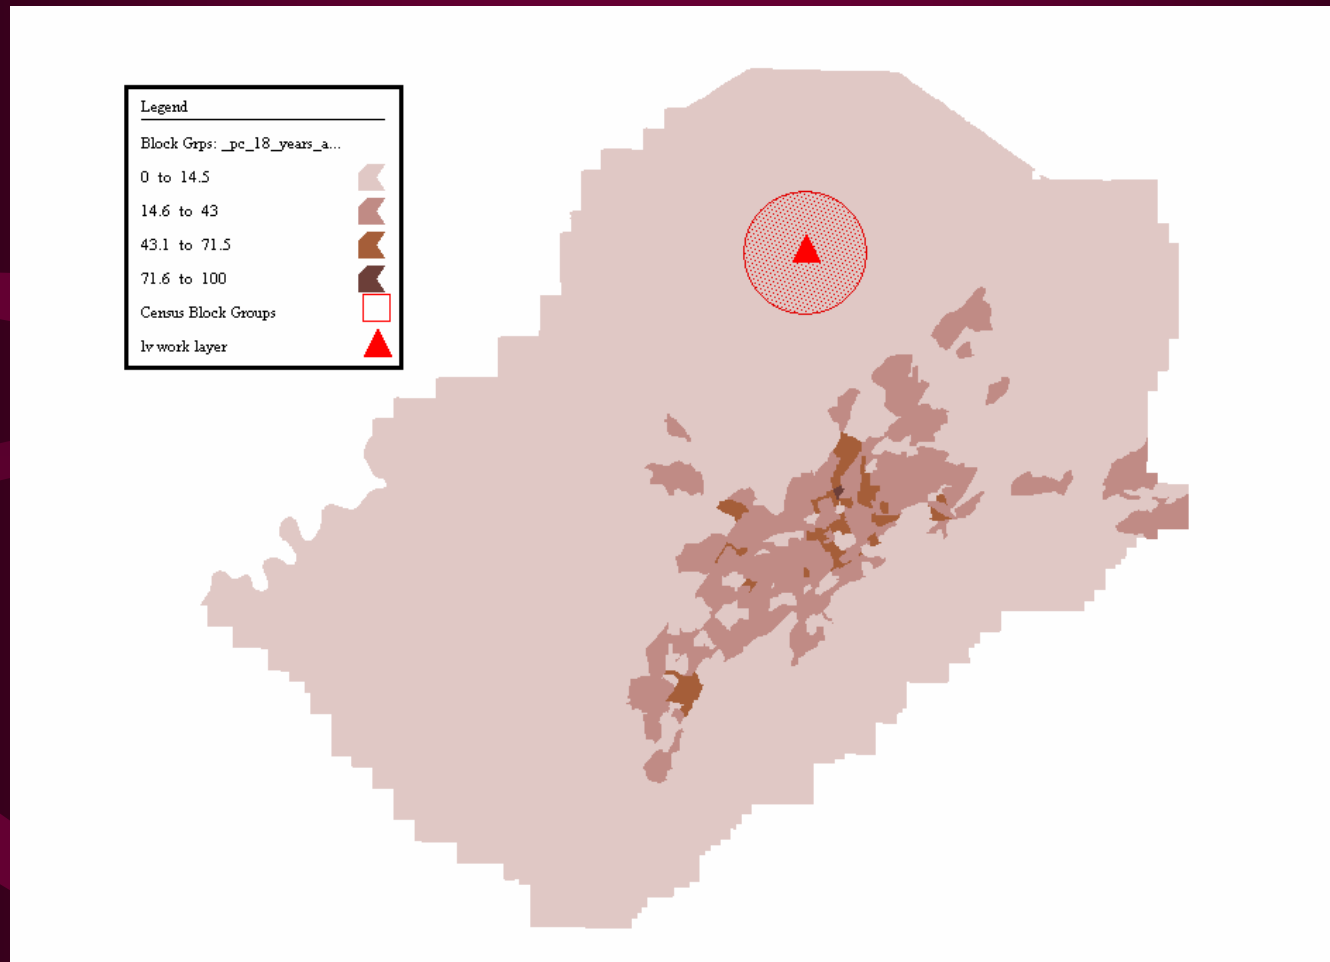 Legend
Block Grps: _pc_18_years_a...
0 to 14.5
14.6 to 43
43.1 to 71.5
71.6 to 100
Census Block Groups
lv work layer